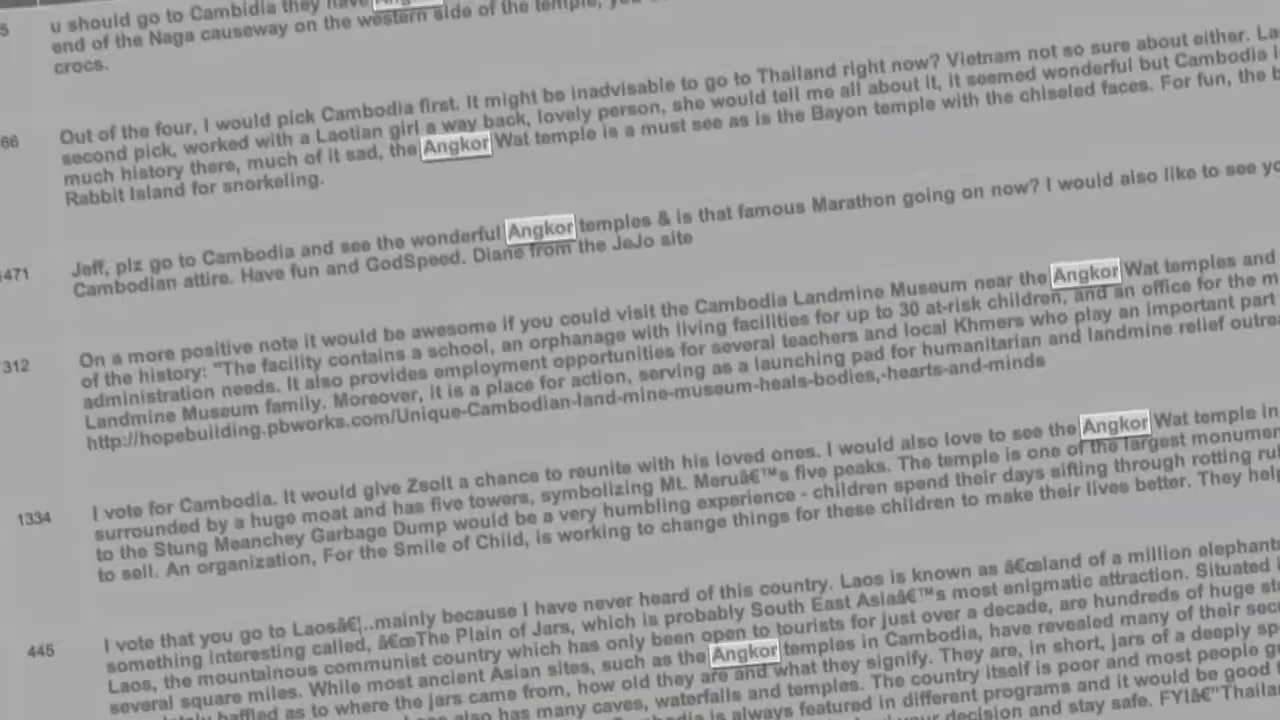 5 u should go to Cambidia they have
end of the Naga causeway on the western side of the temple,
crocs.
66 Out of the four, I would pick Cambodia first. It might be inadvisable to go to Thailand right now? Vietnam not so sure about either.
second pick, worked with a Laotian girl a way back, lovely person, she would tell me all about it, it seemed wonderful but Cambodia
much history there, much of it sad, the Angkor Wat temple is a must see as is the Bayon temple with the chiseled faces. For fun, the
Rabbit Island for snorkeling.
1471 Jeff, plz go to Cambodia and see the wonderful Angkor temples & is that famous Marathon going on now? I would also like to see
Cambodian attire. Have fun and GodSpeed. Diane from the JeJo site
312 On a more positive note it would be awesome if you could visit the Cambodia Landmine Museum near the Angkor Wat temples and
of the history: "The facility contains a school, an orphanage with living facilities for up to 30 at-risk children, and an office for the
administration needs. It also provides employment opportunities for several teachers and local Khmers who play an important part
Landmine Museum family. Moreover, it is a place for action, serving as a launching pad for humanitarian and landmine relief
http://hopebuilding.pbworks.com/Unique-Cambodian-land-mine-museum-heals-bodies,-hearts-and-minds
1334 I vote for Cambodia. It would give Zsolt a chance to reunite with his loved ones. I would also love to see the Angkor Wat temple in
surrounded by a huge moat and has five towers, symbolizing Mt. Meruâ€™s five peaks. The temple is one of the largest
to the Stung Meanchey Garbage Dump would be a very humbling experience - children spend their days sifting through rotting
to sell. An organization, For the Smile of Child, is working to change things for these children to make their lives better. They
445 I vote that you go to Laosâ€¦..mainly because I have never heard of this country. Laos is known as â€œland of a million
something interesting called, â€œThe Plain of Jars, which is probably South East Asiaâ€™s most enigmatic attraction. Situated
Laos, the mountainous communist country which has only been open to tourists for just over a decade, are hundreds of huge
several square miles. While most ancient Asian sites, such as the Angkor temples in Cambodia, have revealed many of their
baffled as to where the jars came from, how old they are and what they signify. They are, in short, jars of a deeply
also has many caves, waterfalls and temples. The country itself is poor and most people
is always featured in different programs and it would be good
decision and stay safe.